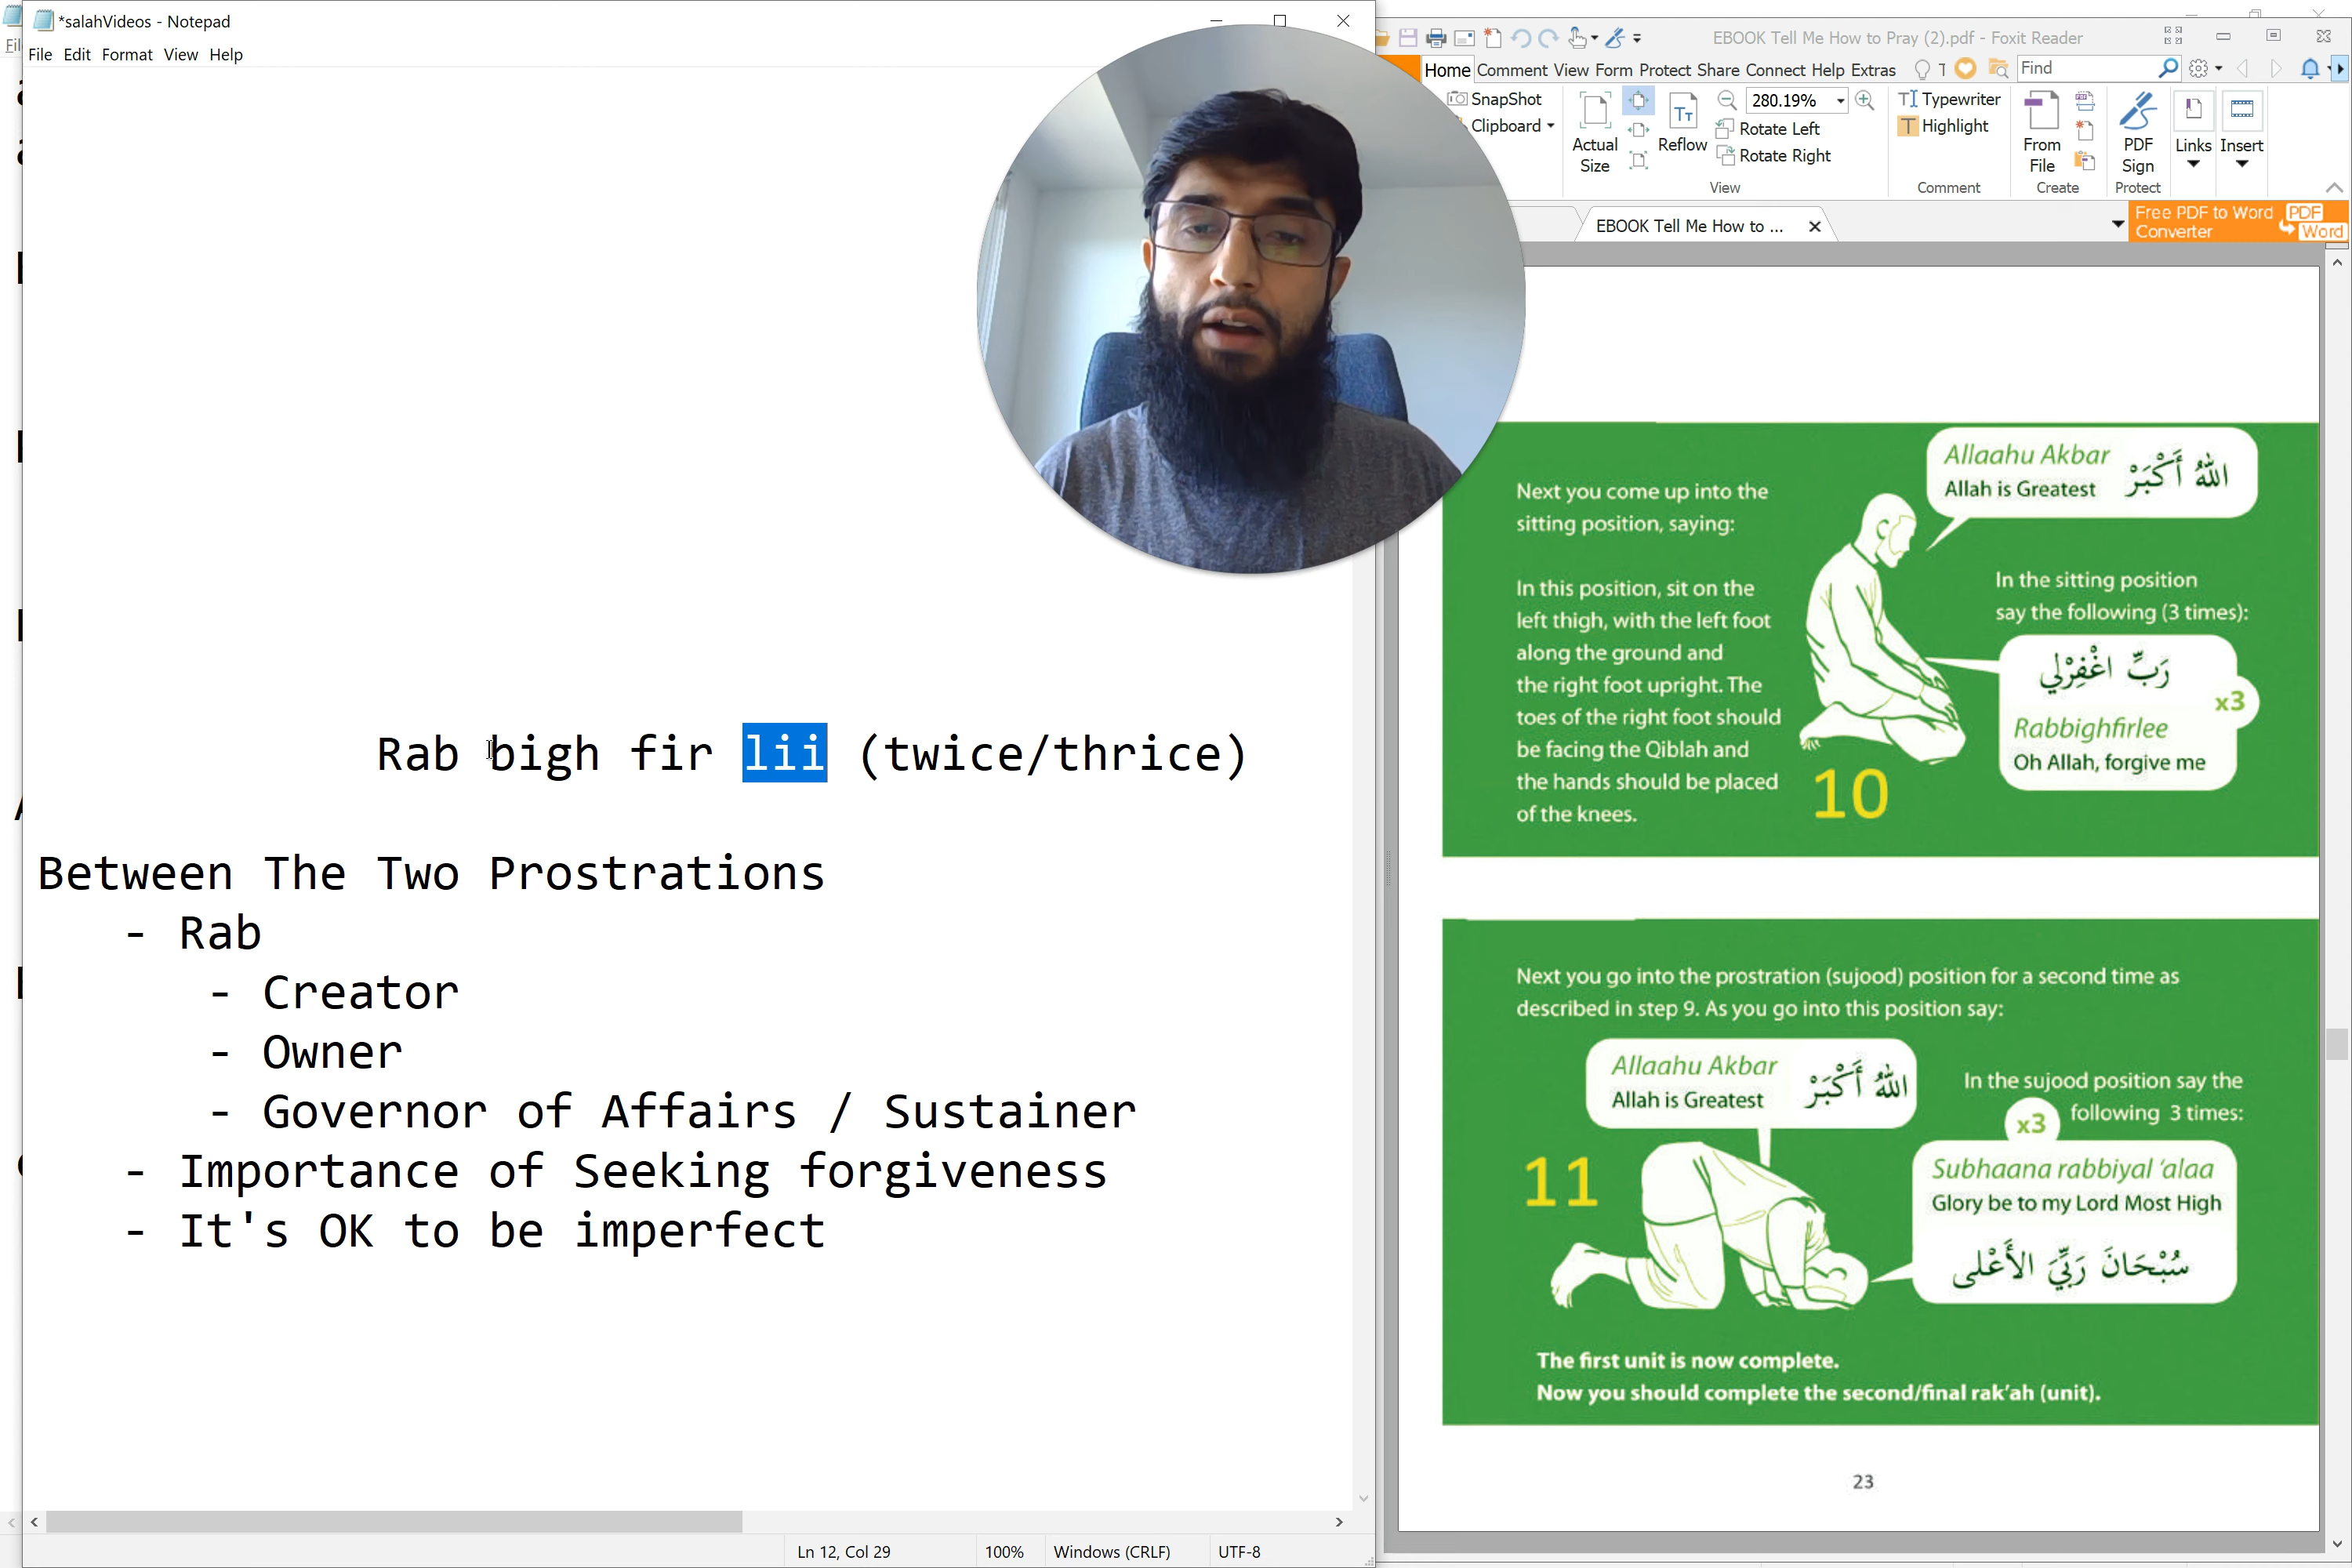 *salahVideos - Notepad
File Edit Format View Help
Rab bigh fir lii (twice/thrice)
Between The Two Prostrations
- Rab
- Creator
- Owner
- Governor of Affairs / Sustainer
- Importance of Seeking forgiveness
- It's OK to be imperfect
Ln 12, Col 29 100% Windows (CRLF) UTF-8
EBOOK Tell Me How to Pray (2).pdf - Foxit Reader
Home Comment View Form Protect Share Connect Help Extras
Find
SnapShot
Clipboard
Actual Size
Reflow
280.19%
Rotate Left
Rotate Right
View
Typewriter
Highlight
Comment
From File
Create
PDF Sign
Protect
Links
Insert
EBOOK Tell Me How to ...
Free PDF to Word
Converter
PDF
Word
Next you come up into the
sitting position, saying:
Allaahu Akbar
Allah is Greatest
اللهُ أَكْبَرْ
In this position, sit on the
left thigh, with the left foot
along the ground and
the right foot upright. The
toes of the right foot should
be facing the Qiblah and
the hands should be placed
of the knees.
In the sitting position
say the following (3 times):
رَبِّ اغْفِرْلي
x3
Rabbighfirlee
Oh Allah, forgive me
10
Next you go into the prostration (sujood) position for a second time as
described in step 9. As you go into this position say:
Allaahu Akbar
Allah is Greatest
اللهُ أَكْبَرْ
In the sujood position say the
following 3 times:
x3
11
Subhaana rabbiyal ‘alaa
Glory be to my Lord Most High
سُبْحَانَ رَبِّيَ الأَعْلى
The first unit is now complete.
Now you should complete the second/final rak’ah (unit).
23